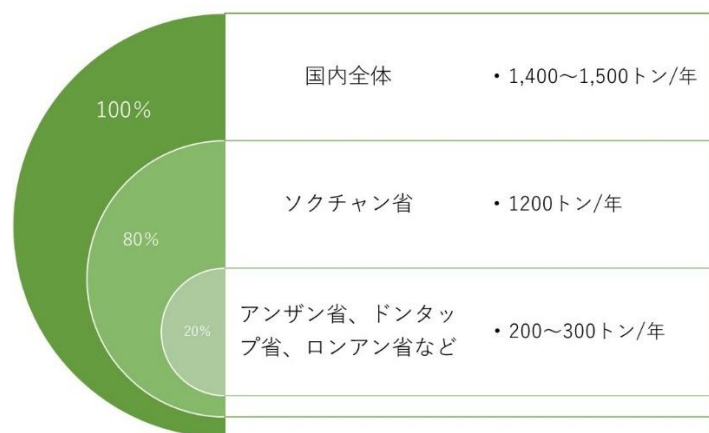 100%
国内全体
・1,400～1,500トン/年
80%
ソクチャン省
・1200トン/年
20%
アンザン省、ドンタッ
プ省、ロンアン省など
・200～300トン/年